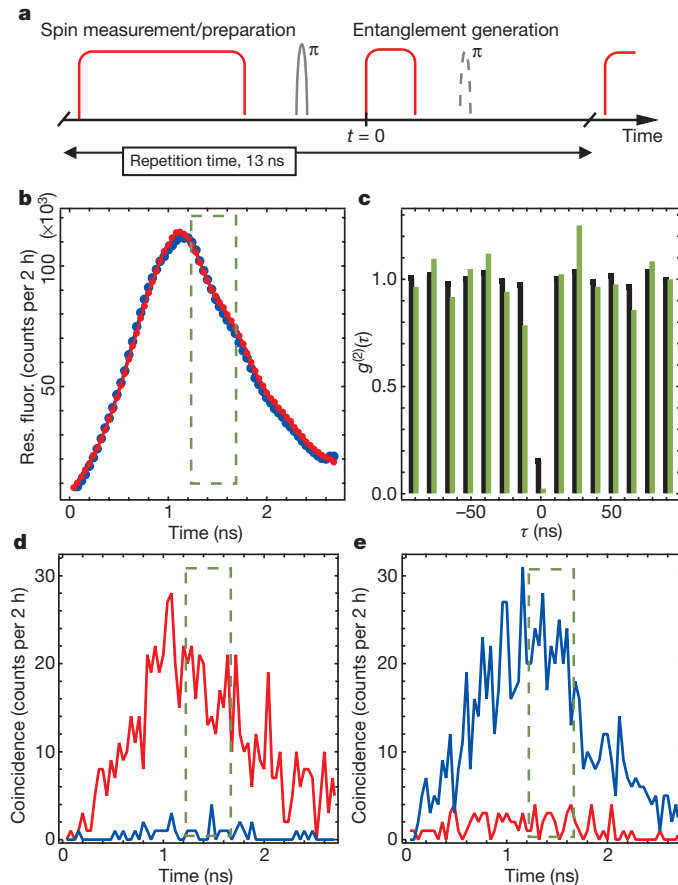 a
Spin measurement/preparation
Entanglement generation
π
π
t = 0
Time
Repetition time, 13 ns
b
Res. fluor. (counts per 2 h)
(×10³)
100
50
0
0
1
2
Time (ns)
c
g⁽²⁾(τ)
1.0
0.5
0.0
−50
0
50
τ (ns)
d
Coincidence (counts per 2 h)
30
20
10
0
0
1
2
Time (ns)
e
Coincidence (counts per 2 h)
30
20
10
0
0
1
2
Time (ns)